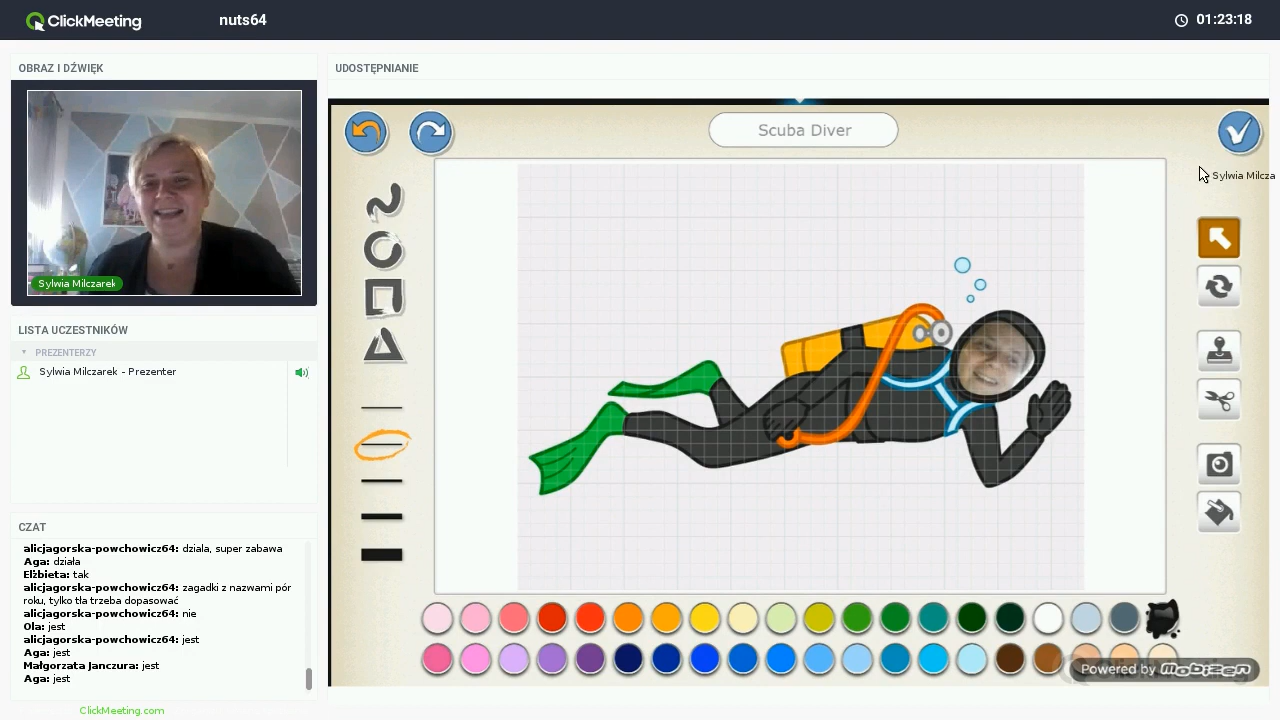 ClickMeeting
nuts64
01:23:18
OBRAZ I DŹWIĘK
Sylwia Milczarek
LISTA UCZESTNIKÓW
PREZENTERZY
Sylwia Milczarek - Prezenter
CZAT
alicjagorska-powchowicz64: dziala, super zabawa
Aga: działa
Elżbieta: tak
alicjagorska-powchowicz64: zagadki z nazwami pór
roku, tylko tła trzeba dopasować
alicjagorska-powchowicz64: nie
Ola: jest
alicjagorska-powchowicz64: jest
Aga: jest
Małgorzata Janczura: jest
Aga: jest
ClickMeeting.com
UDOSTĘPNIANIE
Scuba Diver
Sylwia Milcza
Powered by Mobizen